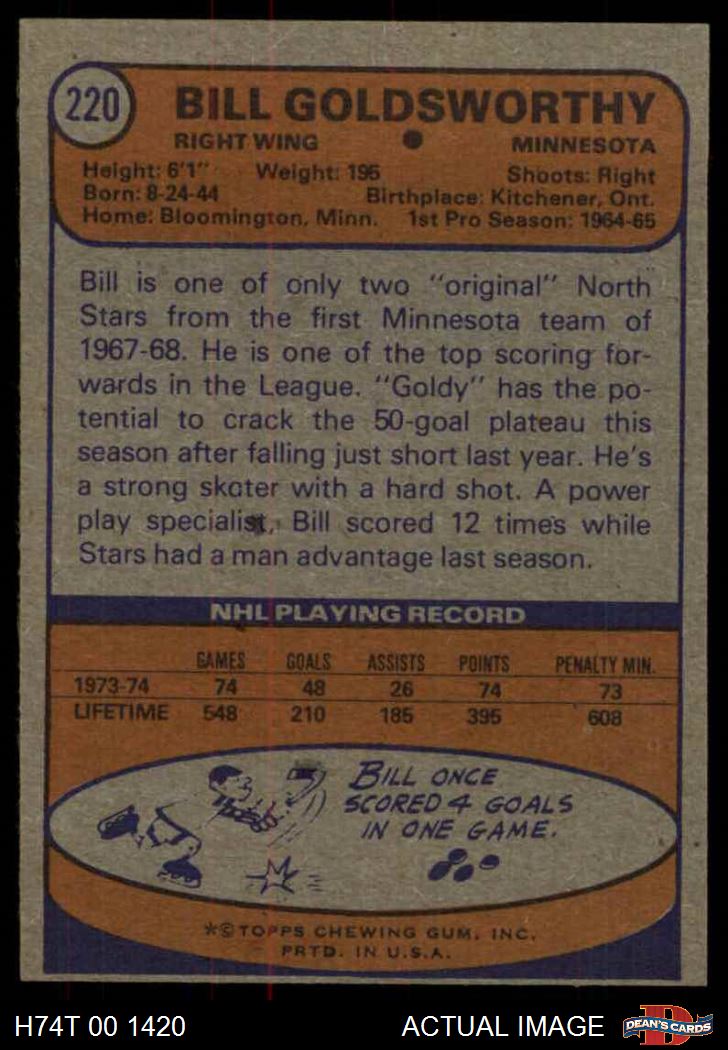 220
BILL GOLDSWORTHY
RIGHT WING ● MINNESOTA
Height: 6'1" Weight: 195 Shoots: Right
Born: 8-24-44 Birthplace: Kitchener, Ont.
Home: Bloomington, Minn. 1st Pro Season: 1964-65
Bill is one of only two "original" North
Stars from the first Minnesota team of
1967-68. He is one of the top scoring for-
wards in the League. "Goldy" has the po-
tential to crack the 50-goal plateau this
season after falling just short last year. He's
a strong skater with a hard shot. A power
play specialist, Bill scored 12 times while
Stars had a man advantage last season.
NHL PLAYING RECORD
GAMES GOALS ASSISTS POINTS PENALTY MIN.
1973-74 74 48 26 74 73
LIFETIME 548 210 185 395 608
BILL ONCE
SCORED 4 GOALS
IN ONE GAME.
*©TOPPS CHEWING GUM, INC.
PRTD. IN U.S.A.
H74T 00 1420 ACTUAL IMAGE D DEAN'S CARDS